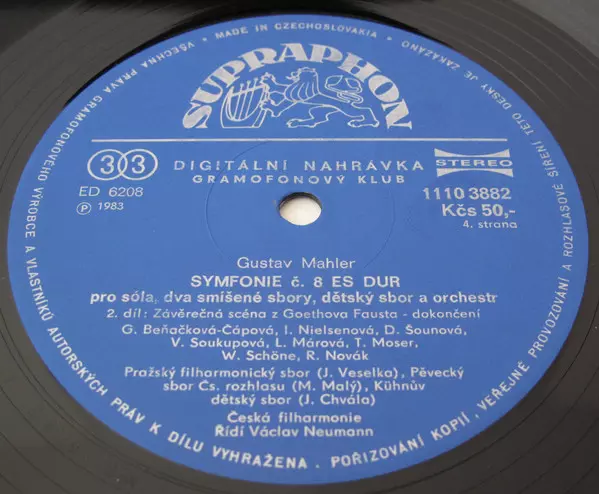 VŠECHNA PRÁVA GRAMOFONOVÉHO VÝROBCE A VLASTNÍKŮ AUTORSKÝCH PRÁV K DÍLU VYHRAŽENA. POŘIZOVÁNÍ KOPIÍ, VEŘEJNÉ PROVOZOVÁNÍ A ROZHLASOVÉ ŠÍŘENÍ TÉTO DESKY JE ZAKÁZÁNO • MADE IN CZECHOSLOVAKIA •
SUPRAPHON
33
DIGITÁLNÍ NAHRÁVKA
STEREO
GRAMOFONOVÝ KLUB
ED 6208
℗ 1983
1110 3882
Kčs 50,-
4. strana
Gustav Mahler
SYMFONIE č. 8 ES DUR
pro sóla, dva smíšené sbory, dětský sbor a orchestr
2. díl: Závěrečná scéna z Goethova Fausta - dokončení
G. Beňačková-Čápová, I. Nielsenová, D. Šounová,
V. Soukupová, L. Márová, T. Moser,
W. Schöne, R. Novák
Pražský filharmonický sbor (J. Veselka), Pěvecký
sbor Čs. rozhlasu (M. Malý), Kühnův
dětský sbor (J. Chvála)
Česká filharmonie
Řídí Václav Neumann